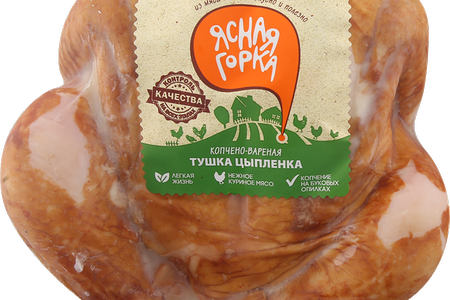 ЯСНАЯ
ГОРКА
КОНТРОЛЬ
КАЧЕСТВА
КОПЧЕНО-ВАРЕНАЯ
ТУШКА ЦЫПЛЕНКА
ЛЕГКАЯ
ЖИЗНЬ
НЕЖНОЕ
КУРИНОЕ МЯСО
КОПЧЕНИЕ
НА БУКОВЫХ
ОПИЛКАХ